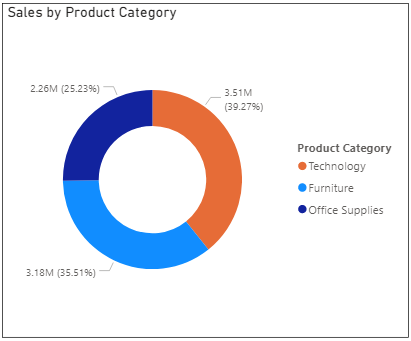 Sales by Product Category
2.26M (25.23%)
3.51M
(39.27%)
Product Category
Technology
Furniture
Office Supplies
3.18M (35.51%)